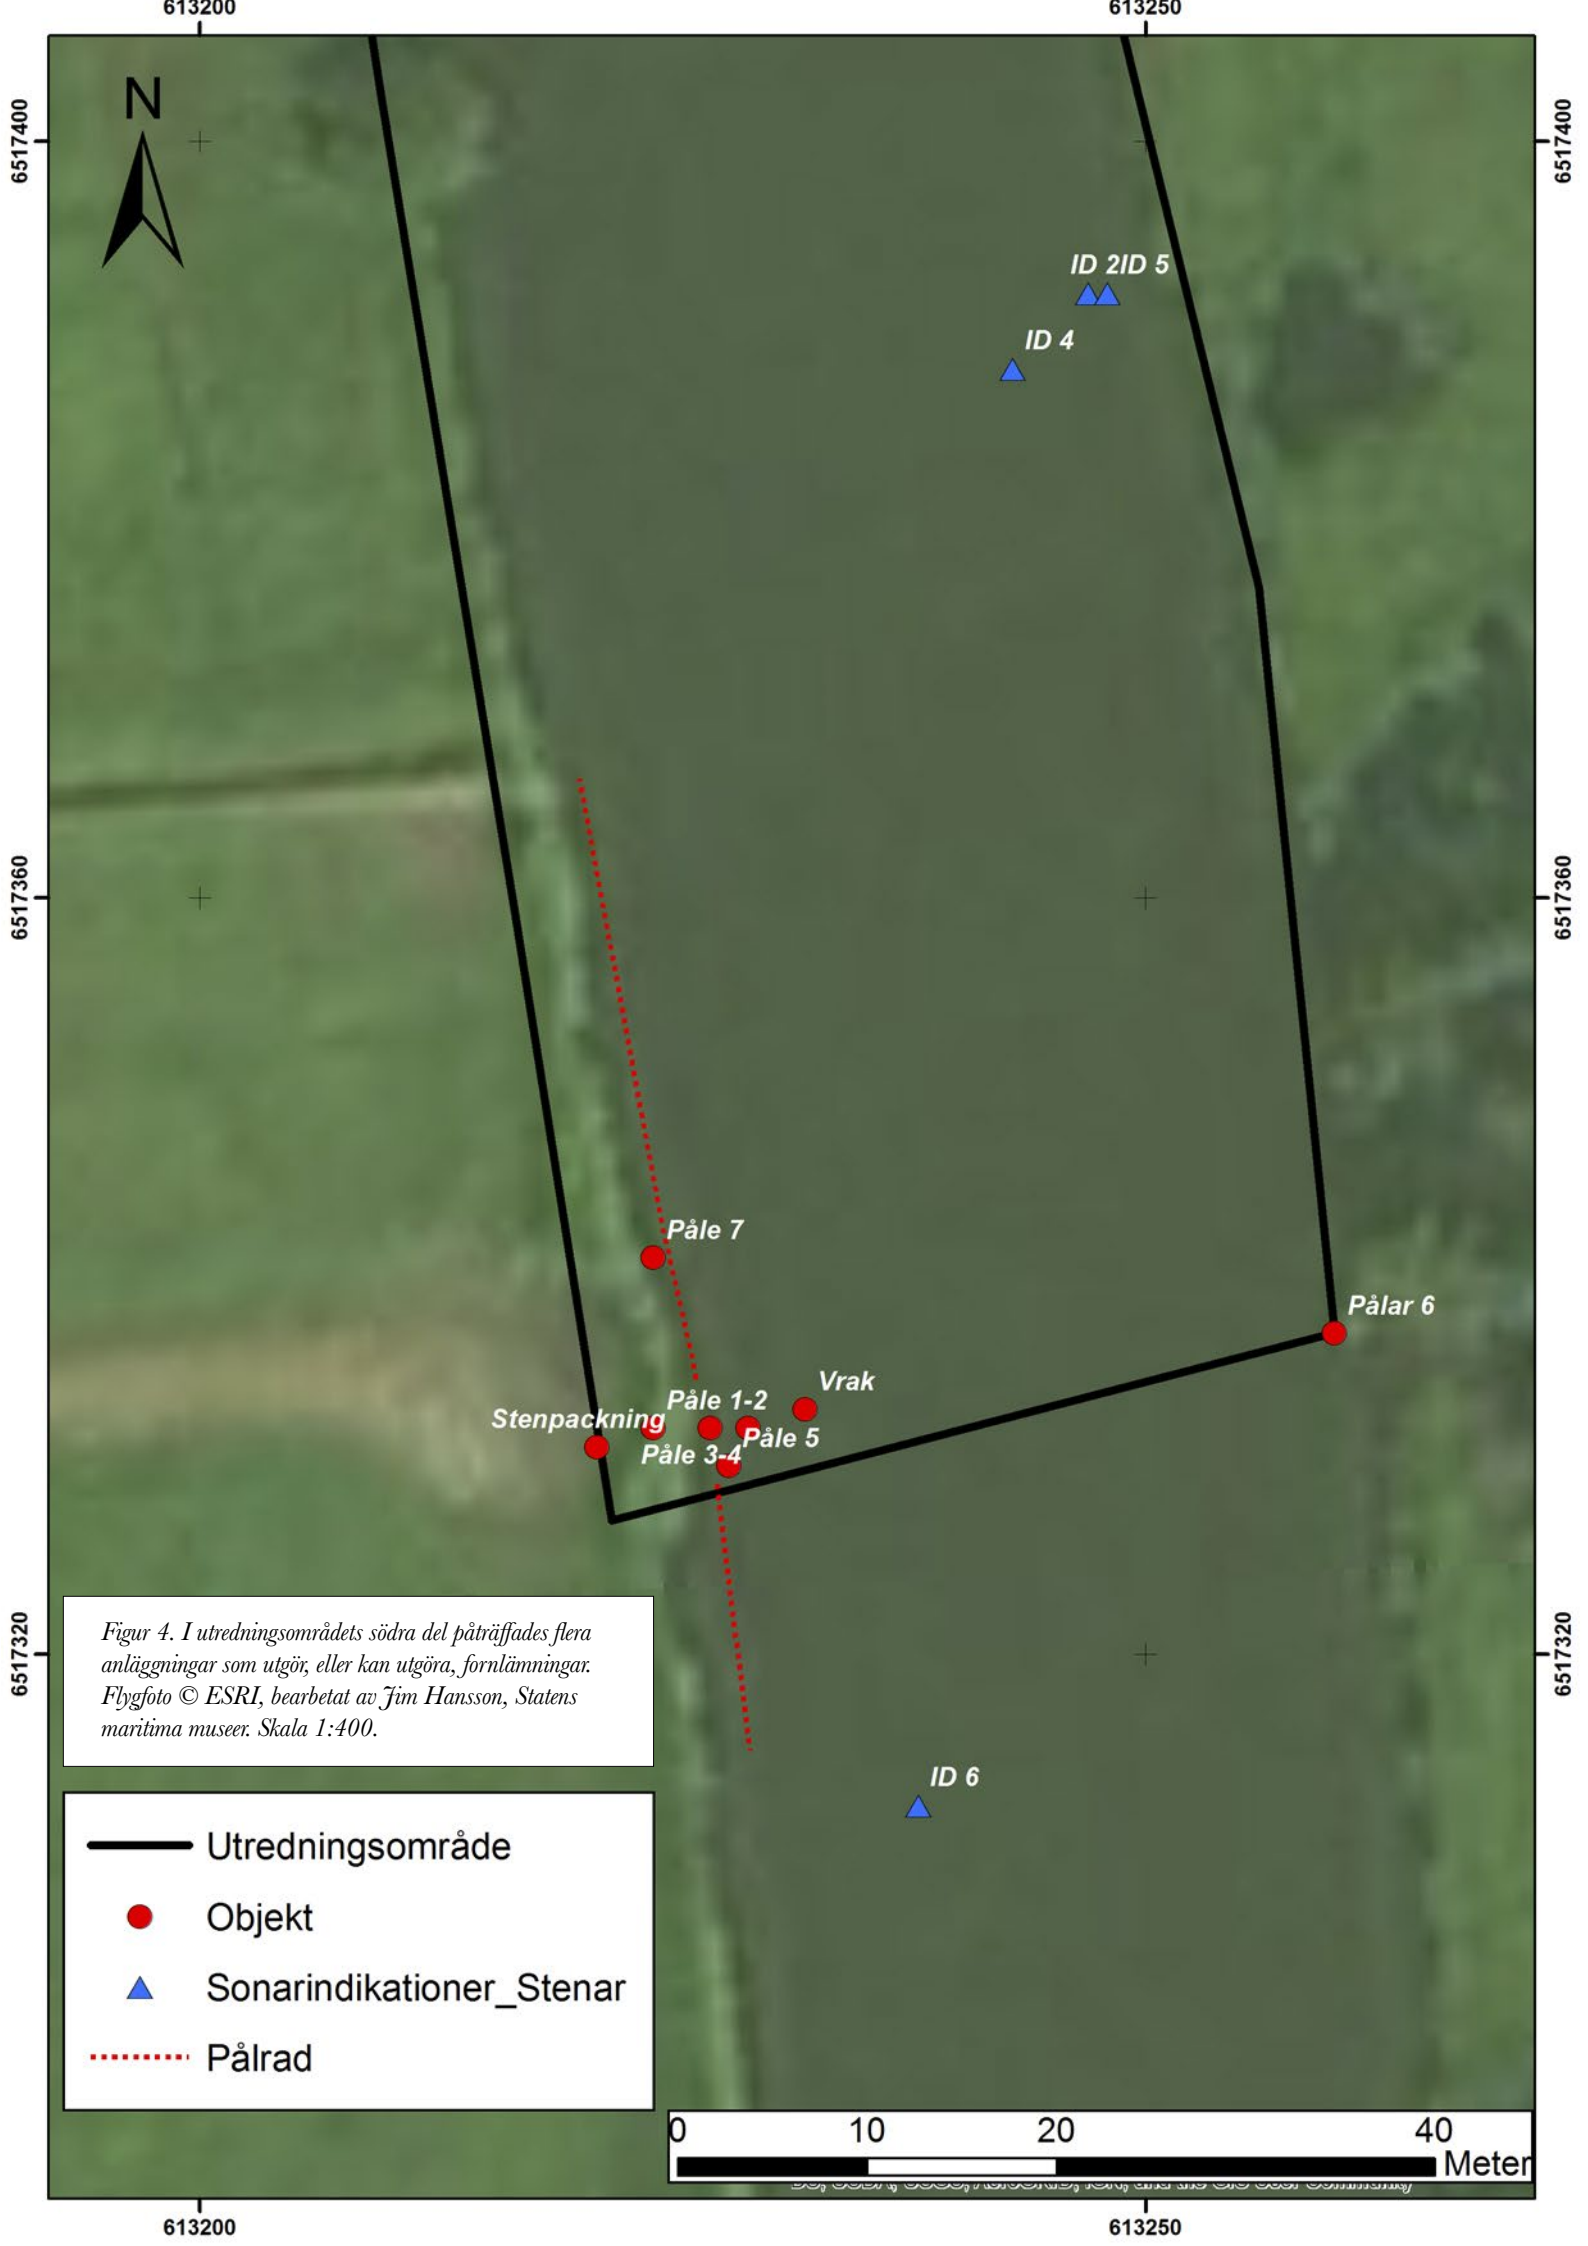 613200 613250
N
6517400 6517400
ID 2 ID 5
ID 4
6517360 6517360
Påle 7
Pålar 6
Vrak
Påle 1-2
Stenpackning
Påle 5
Påle 3-4
6517320 6517320
Figur 4. I utredningsområdets södra del påträffades flera
anläggningar som utgör, eller kan utgöra, fornlämningar.
Flygfoto © ESRI, bearbetat av Jim Hansson, Statens
maritima museer. Skala 1:400.
ID 6
Utredningsområde
Objekt
Sonarindikationer_Stenar
Pålrad
0 10 20 40
Meter
613200 613250